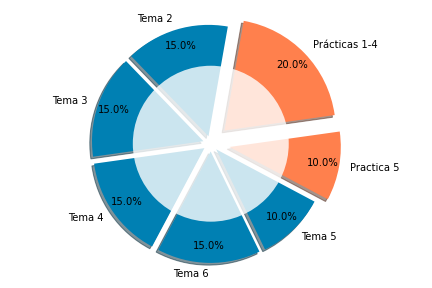 Tema 2
Prácticas 1-4
15.0%
20.0%
Tema 3
15.0%
10.0%
Practica 5
15.0%
10.0%
Tema 4
Tema 5
15.0%
Tema 6